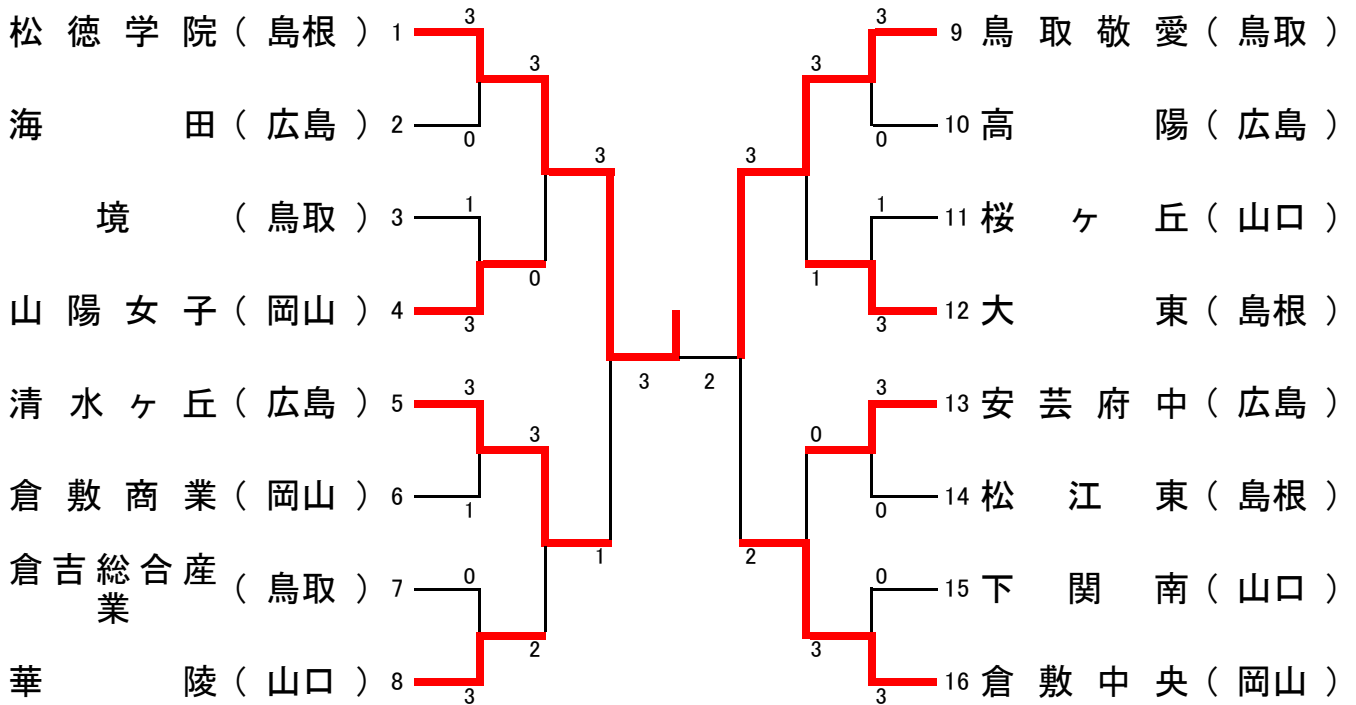 松徳学院（島根） 1 3
海田（広島） 2 0
境（鳥取） 3 1
山陽女子（岡山） 4 3
清水ヶ丘（広島） 5 3
倉敷商業（岡山） 6 1
倉吉総合産
業
（鳥取） 7 0
華陵（山口） 8 3
3
0
3
2
3
1
3 2
3
2
3
1
0
3
3 9 鳥取敬愛（鳥取）
0 10 高陽（広島）
1 11 桜ヶ丘（山口）
3 12 大東（島根）
3 13 安芸府中（広島）
0 14 松江東（島根）
0 15 下関南（山口）
3 16 倉敷中央（岡山）